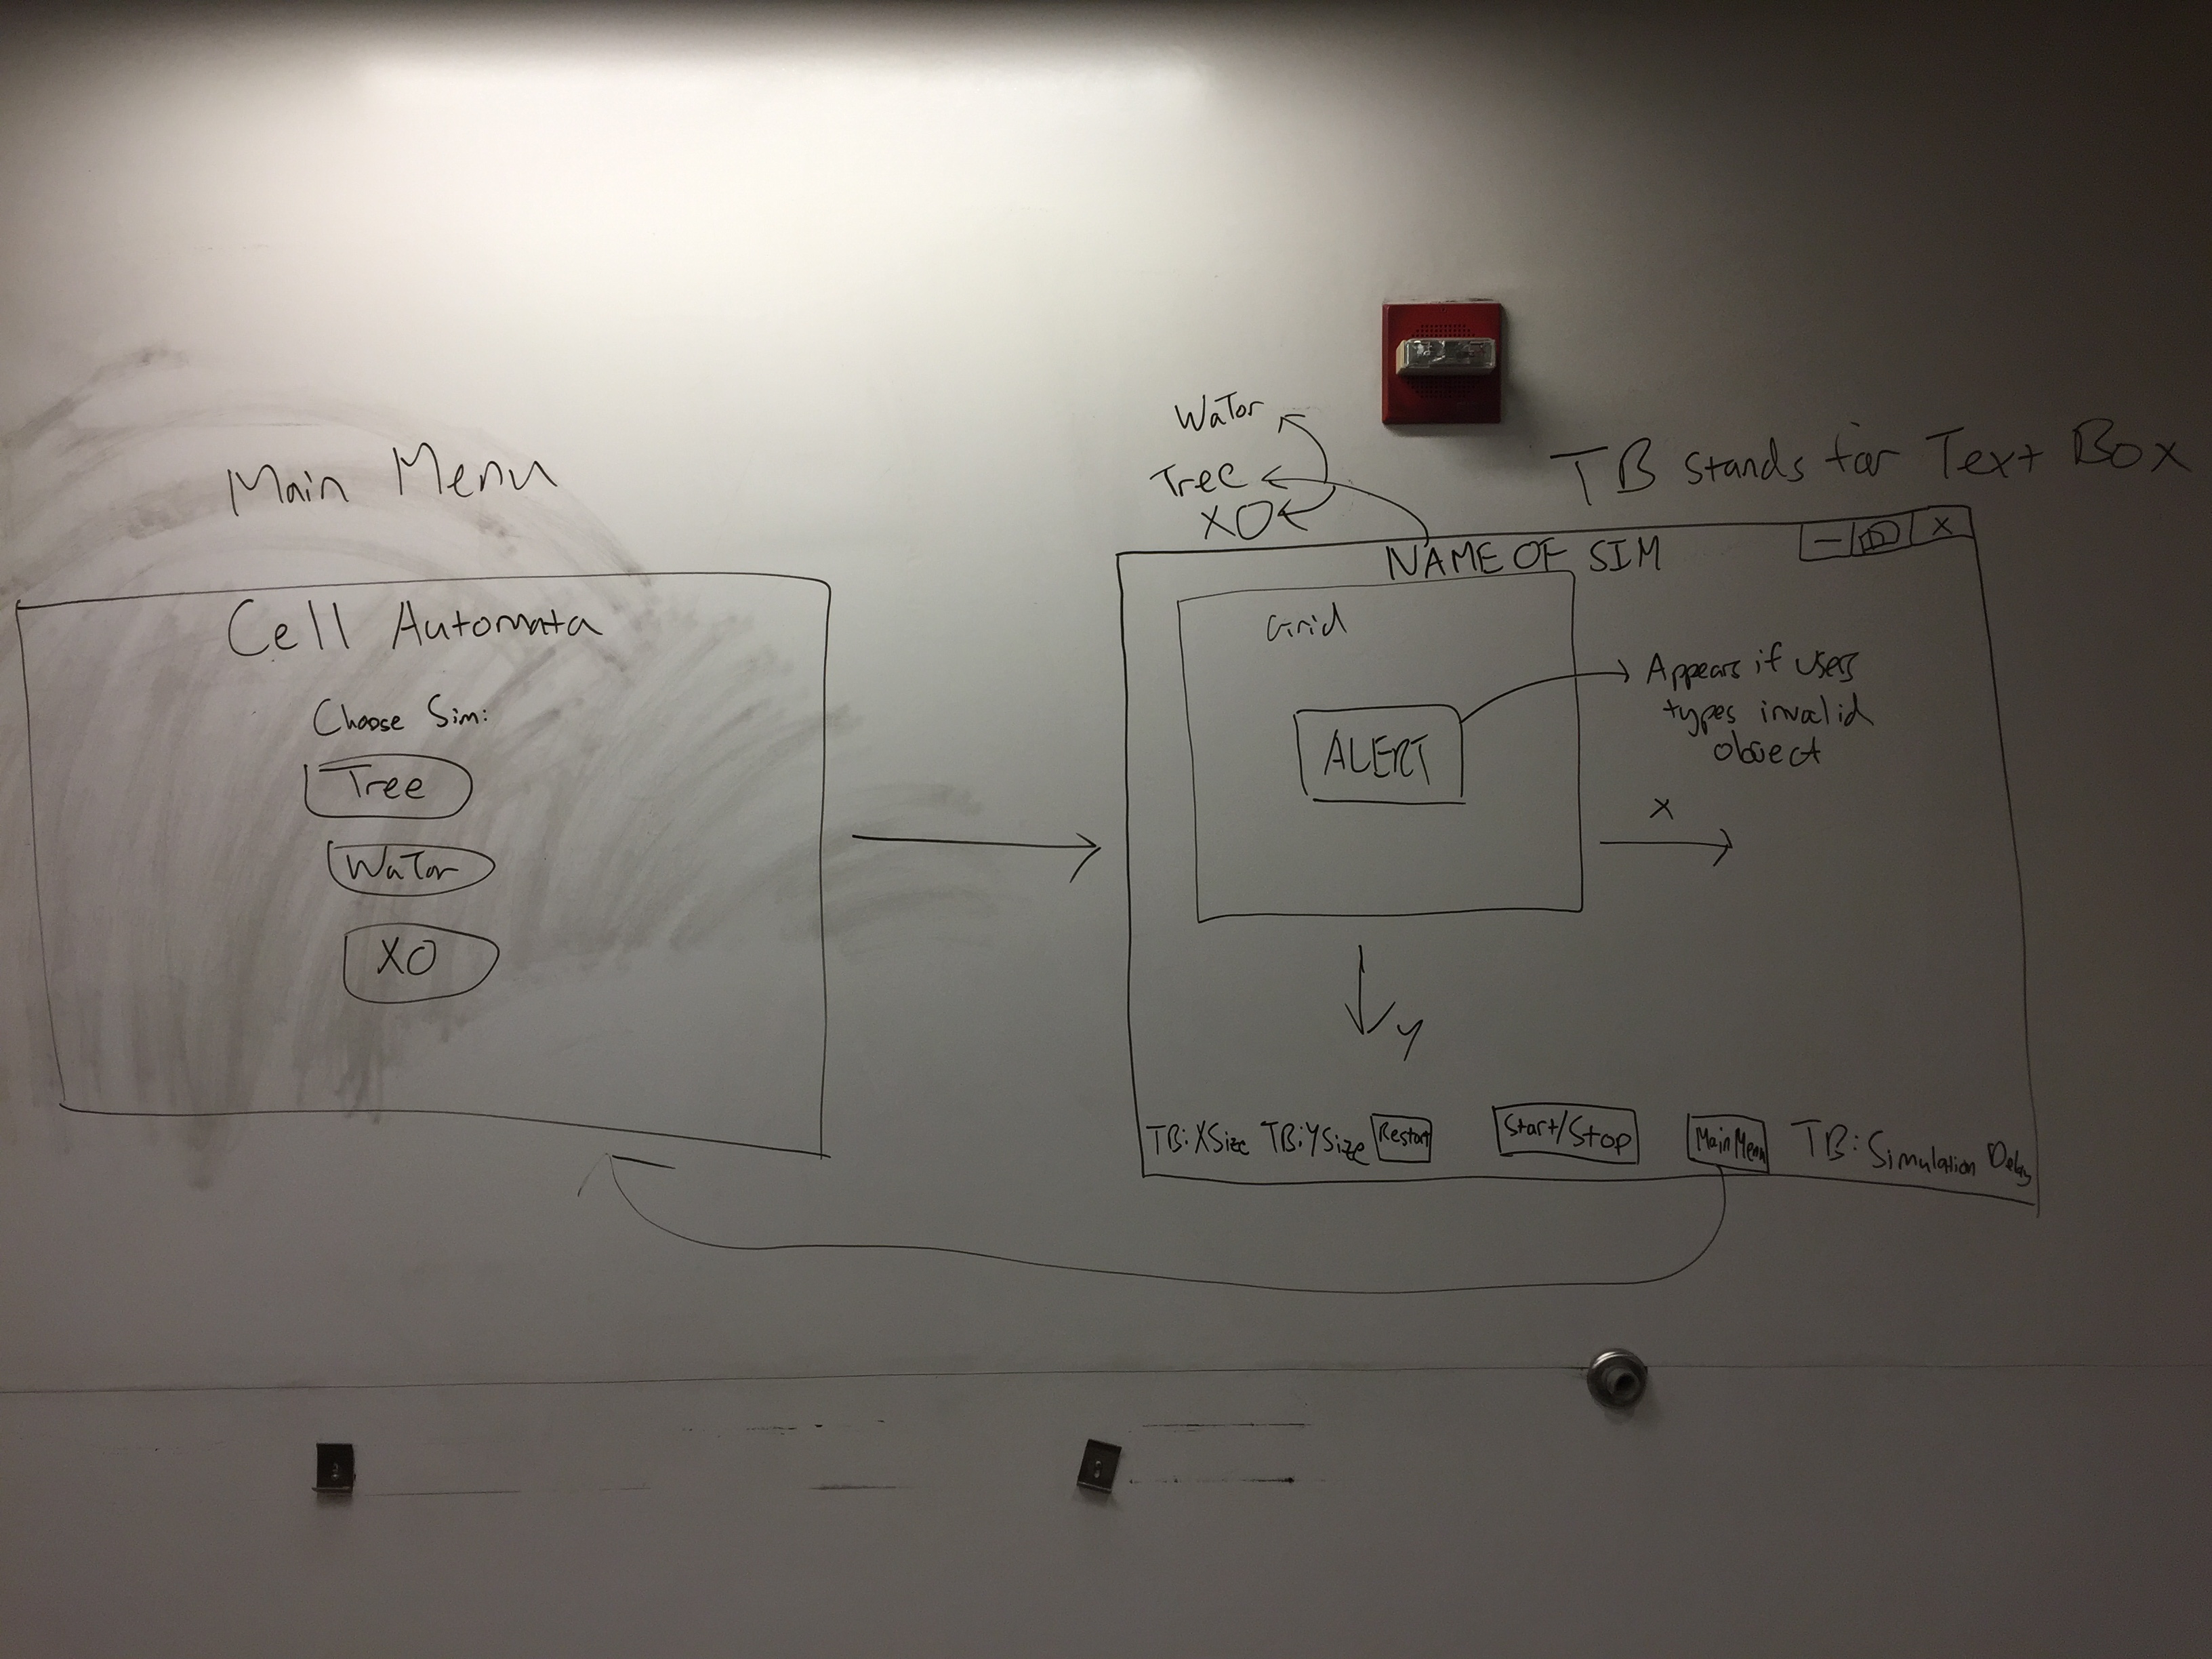 Main Menu
Cell Automata
Choose Sim:
Tree
WaTor
XO
WaTor
Tree
XO
TB stands for Text Box
NAME OF SIM
X
Grid
ALERT
Appears if users
types invalid
object
X
Y
TB: XSize TB: YSize Restart Start/Stop Main Menu TB: Simulation Delay